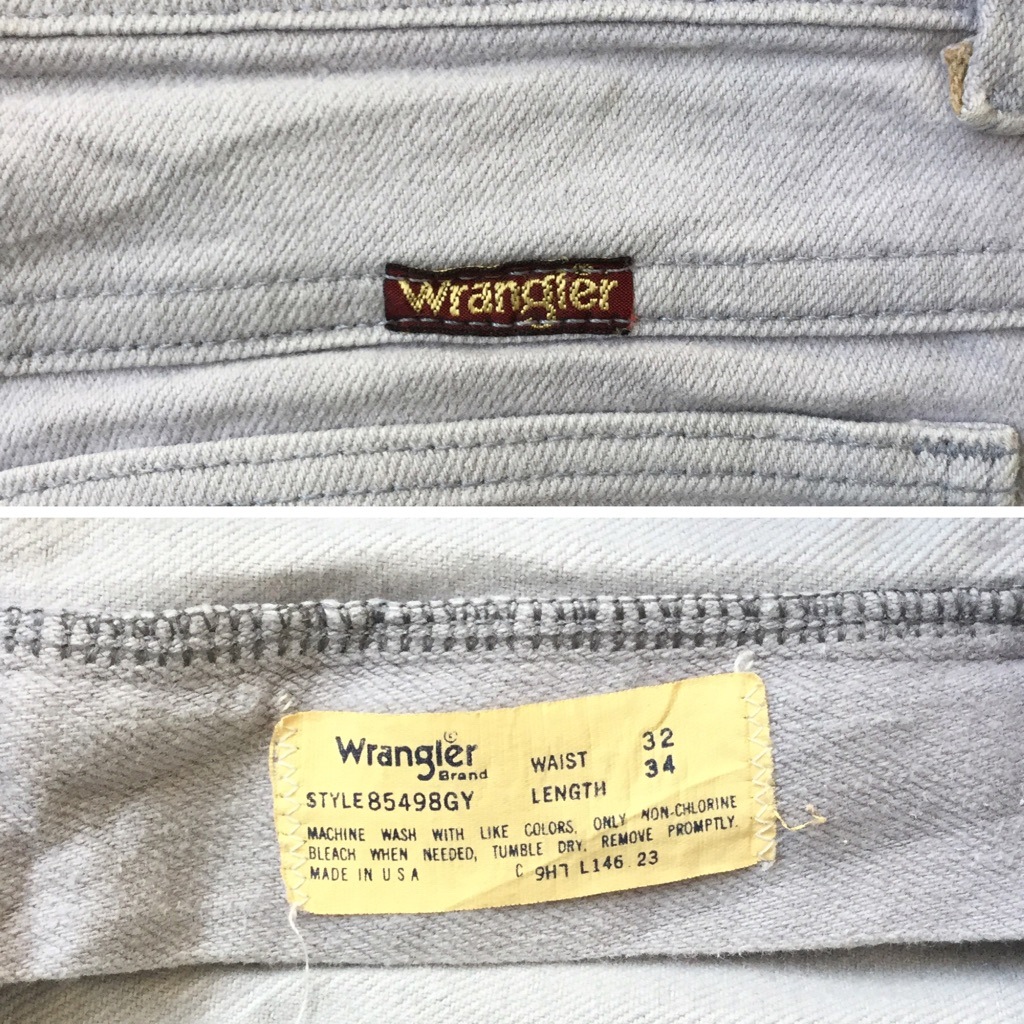 Wrangler
Wrangler®
Brand
WAIST 32
LENGTH 34
STYLE 85498GY
MACHINE WASH WITH LIKE COLORS, ONLY NON-CHLORINE
BLEACH WHEN NEEDED, TUMBLE DRY, REMOVE PROMPTLY.
MADE IN U S A C 9H7 L146 23